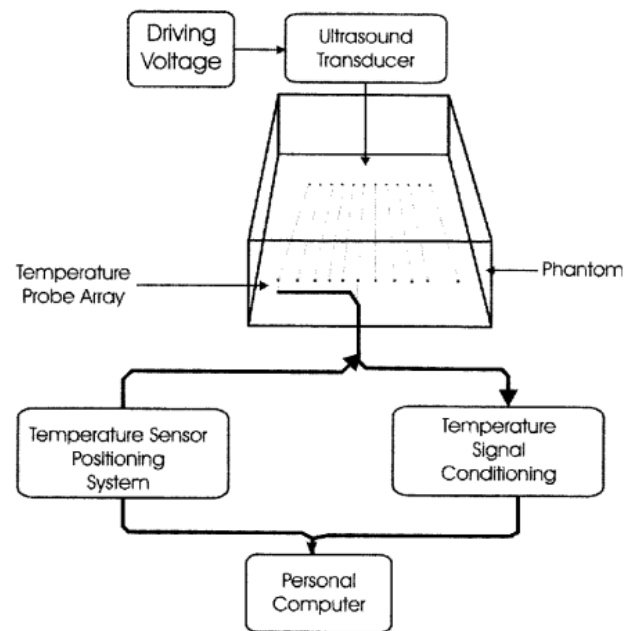 Driving
Voltage
Ultrasound
Transducer
Temperature
Probe Array
Phantom
Temperature Sensor
Positioning
System
Temperature
Signal
Conditioning
Personal
Computer